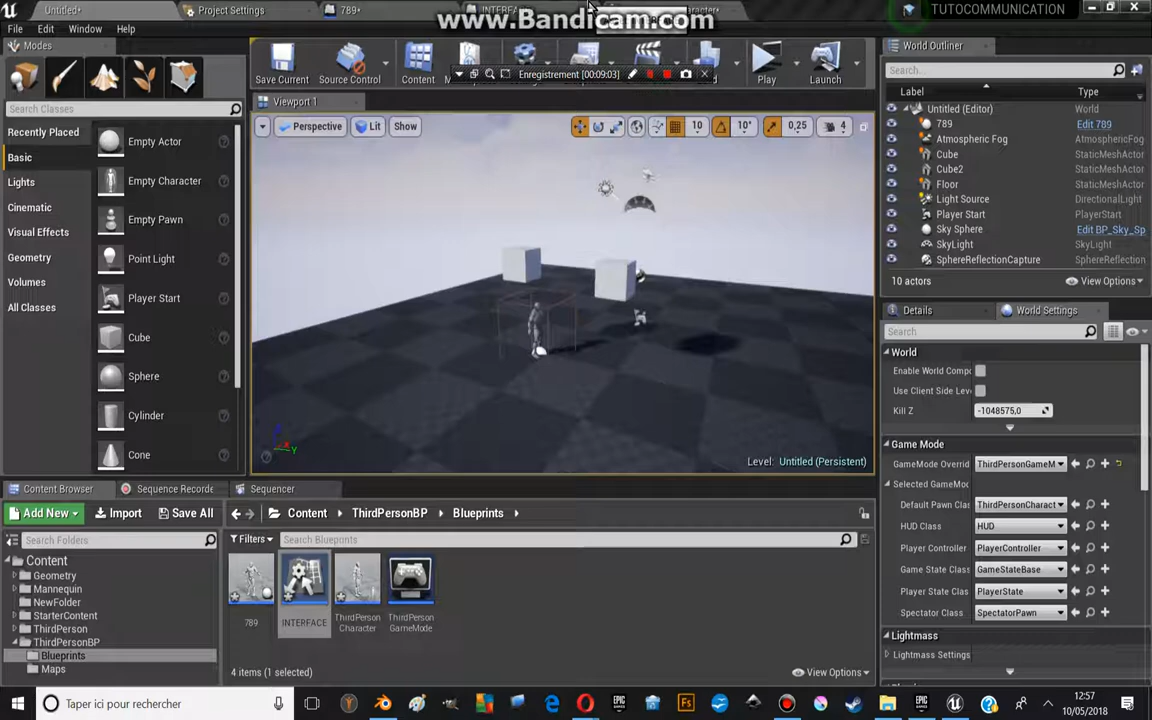 Untitled*
Project Settings
789*
INTERFACE
www.Bandicam.com
TUTOCOMMUNICATION
File
Edit
Window
Help
Modes
Save Current
Source Control
Content
Play
Launch
Enregistrement [00:09:03]
World Outliner
Search Classes
Viewport 1
Search...
Label
Type
Perspective
Lit
Show
10
10°
0,25
4
Recently Placed
Basic
Lights
Cinematic
Visual Effects
Geometry
Volumes
All Classes
Empty Actor
Empty Character
Empty Pawn
Point Light
Player Start
Cube
Sphere
Cylinder
Cone
Untitled (Editor)
World
789
Edit 789
Atmospheric Fog
AtmosphericFog
Cube
StaticMeshActor
Cube2
StaticMeshActor
Floor
StaticMeshActor
Light Source
DirectionalLight
Player Start
PlayerStart
Sky Sphere
Edit BP_Sky_Sp
SkyLight
SkyLight
SphereReflectionCapture
SphereReflection
10 actors
View Options
Details
World Settings
Search
World
Enable World Compo
Use Client Side Leve
Kill Z
-1048575,0
Game Mode
GameMode Overrid
ThirdPersonGameM
Selected GameMod
Default Pawn Clas
ThirdPersonCharact
HUD Class
HUD
Player Controller
PlayerController
Game State Class
GameStateBase
Player State Clas
PlayerState
Spectator Class
SpectatorPawn
Lightmass
Lightmass Settings
Level: Untitled (Persistent)
Content Browser
Sequence Recorde
Sequencer
Add New
Import
Save All
Content
ThirdPersonBP
Blueprints
Search Folders
Filters
Search Blueprints
Content
Geometry
Mannequin
NewFolder
StarterContent
ThirdPerson
ThirdPersonBP
Blueprints
Maps
789
INTERFACE
ThirdPerson
Character
ThirdPerson
GameMode
4 items (1 selected)
View Options
Taper ici pour rechercher
12:57
10/05/2018